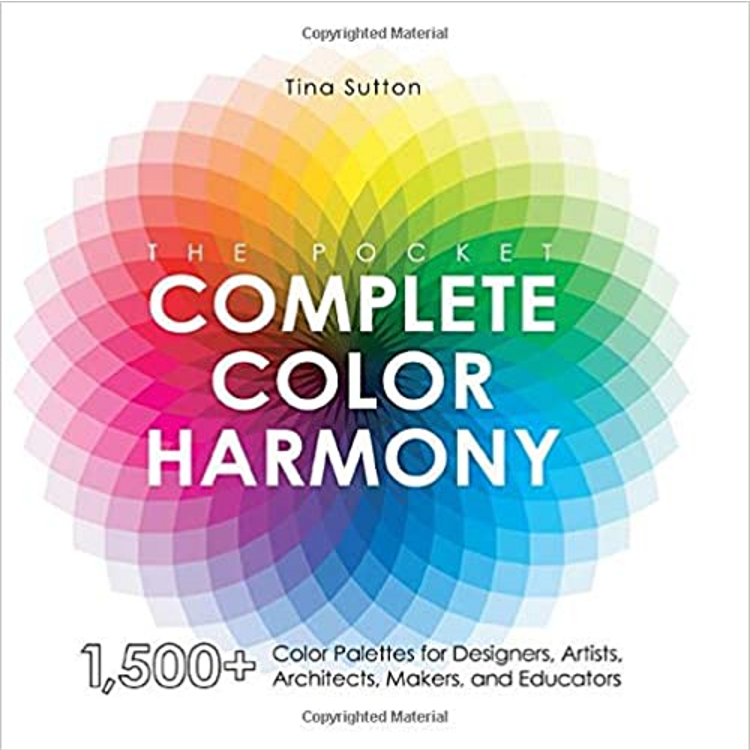 Copyrighted Material
Tina Sutton
THE POCKET
COMPLETE
COLOR
HARMONY
1,500+ Color Palettes for Designers, Artists,
Architects, Makers, and Educators
Copyrighted Material